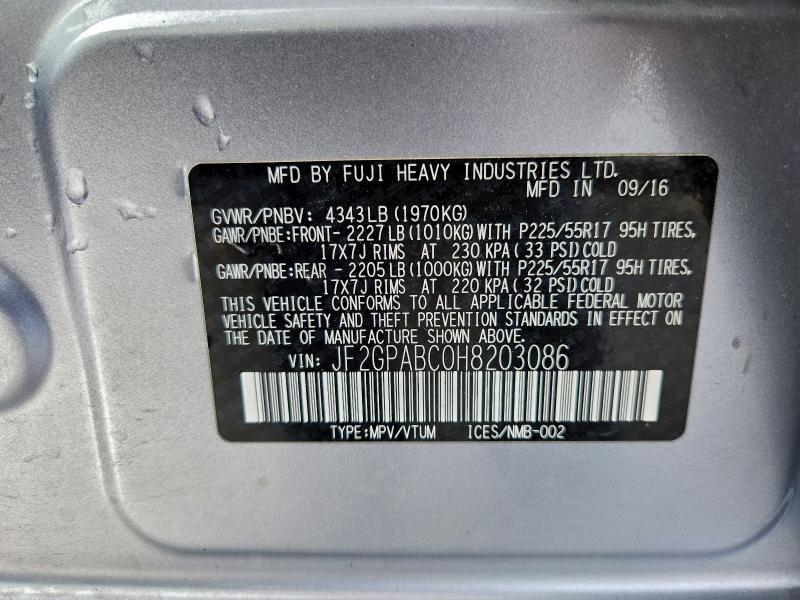 MFD BY FUJI HEAVY INDUSTRIES LTD.
MFD IN 09/16
GVWR/PNBV: 4343LB (1970KG)
GAWR/PNBE:FRONT- 2227LB (1010KG) WITH P225/55R17 95H TIRES,
17X7J RIMS AT 230 KPA( 33 PSI)COLD
GAWR/PNBE:REAR - 2205LB (1000KG) WITH P225/55R17 95H TIRES,
17X7J RIMS AT 220 KPA( 32 PSI)COLD
THIS VEHICLE CONFORMS TO ALL APPLICABLE FEDERAL MOTOR
VEHICLE SAFETY AND THEFT PREVENTION STANDARDS IN EFFECT ON
THE DATE OF MANUFACTURE SHOWN ABOVE.
VIN: JF2GPABC0H8203086
TYPE:MPV/VTUM ICES/NMB-002